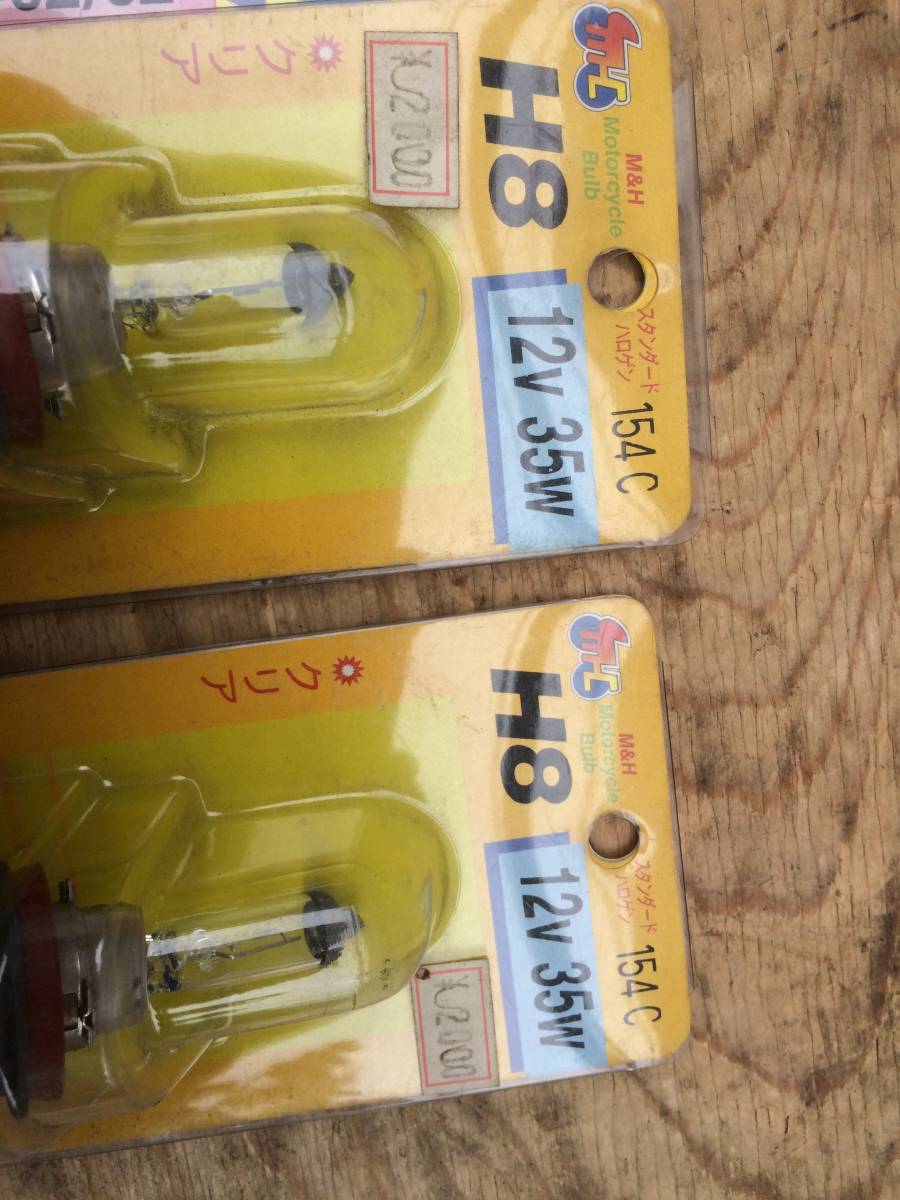 M&H
Motorcycle
Bulb
スタンダード
ハロゲン
154 C
H8
12v 35W
¥2000
クリア
M&H
Motorcycle
Bulb
スタンダード
ハロゲン
154 C
H8
12v 35W
¥2000
クリア